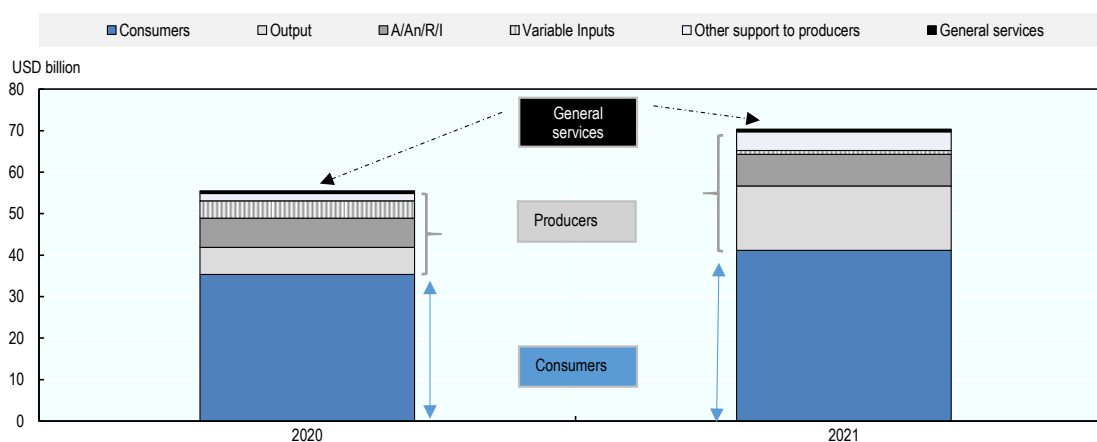 Consumers Output A/An/R/I Variable Inputs Other support to producers General services
USD billion
80
70
60
50
40
30
20
10
0
General
services
Producers
Consumers
2020 2021